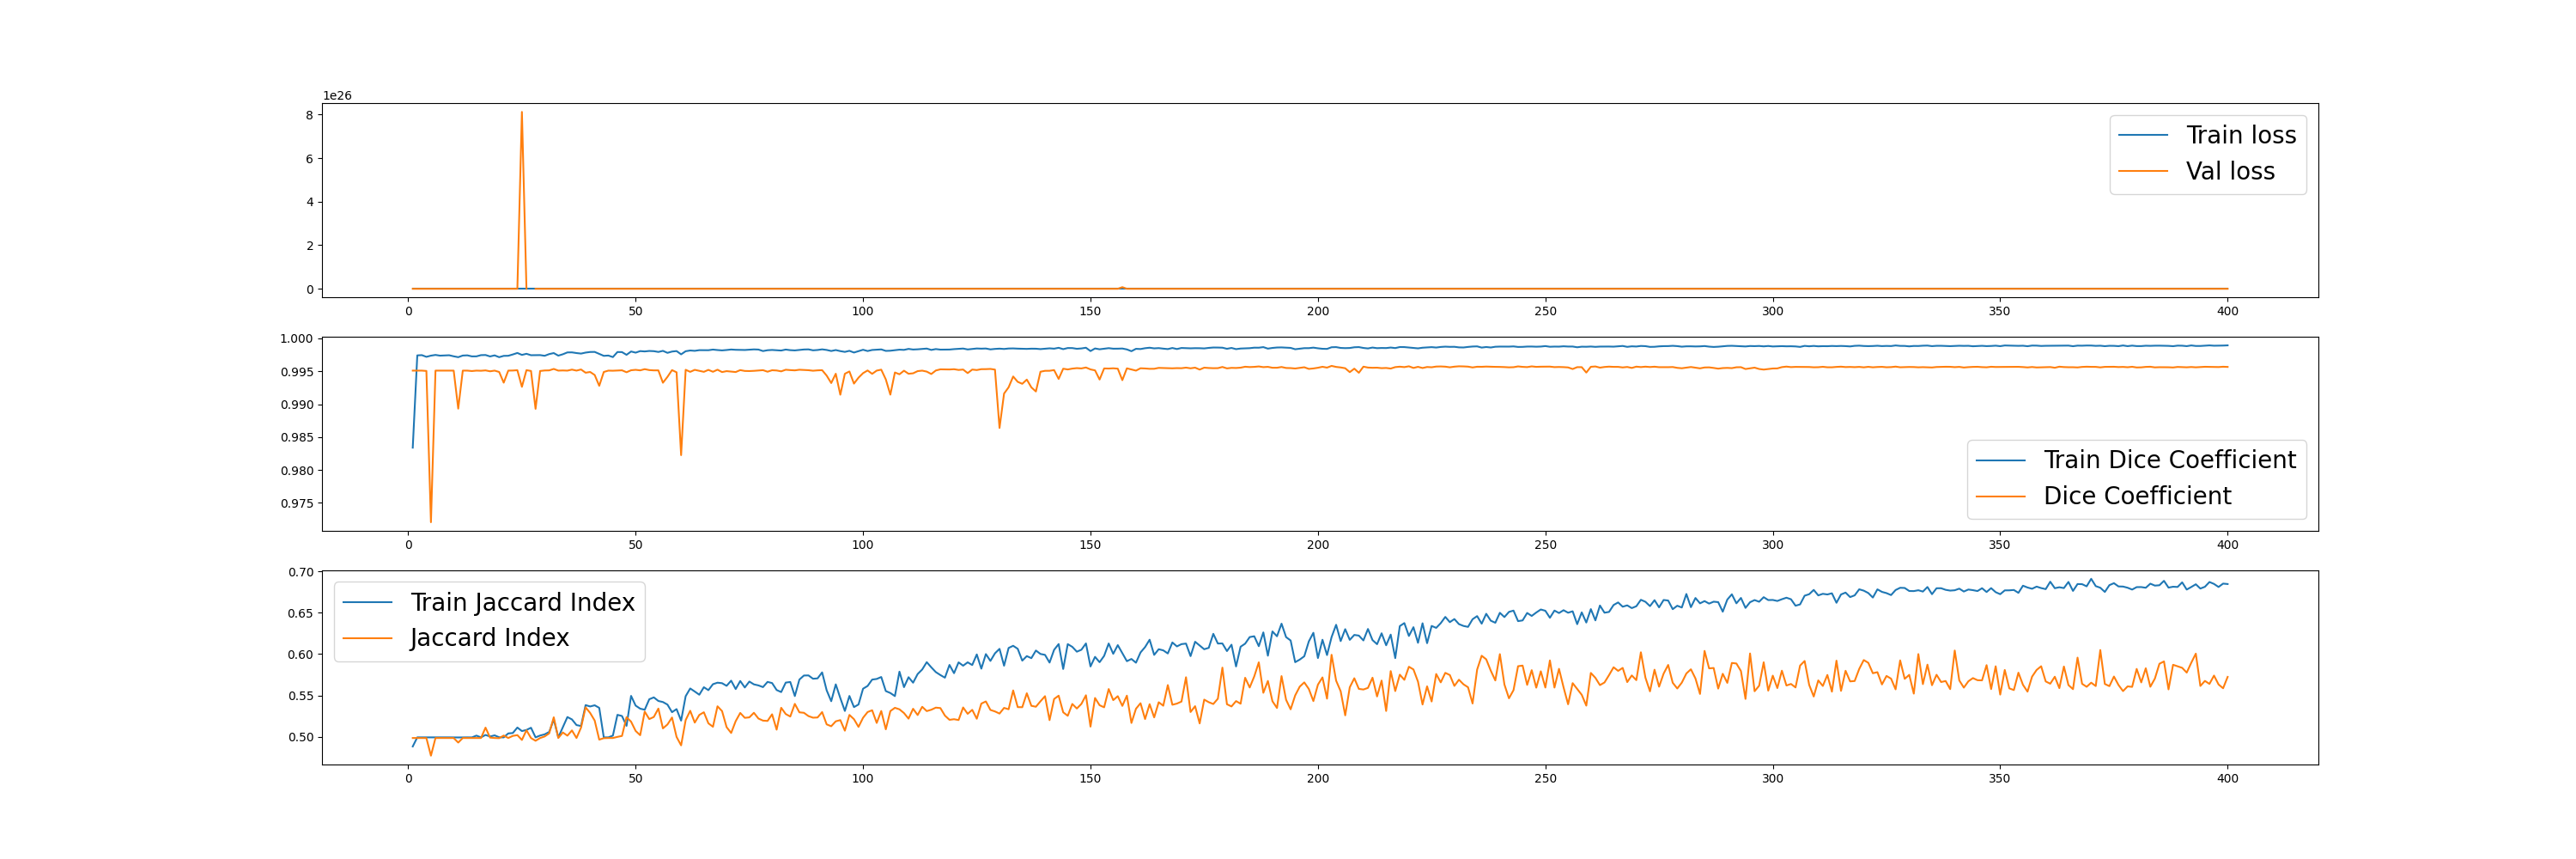 1e26
8
6
4
2
0
Train loss
Val loss
0 50 100 150 200 250 300 350 400
1.000
0.995
0.990
0.985
0.980
0.975
Train Dice Coefficient
Dice Coefficient
0 50 100 150 200 250 300 350 400
0.70
0.65
0.60
0.55
0.50
Train Jaccard Index
Jaccard Index
0 50 100 150 200 250 300 350 400